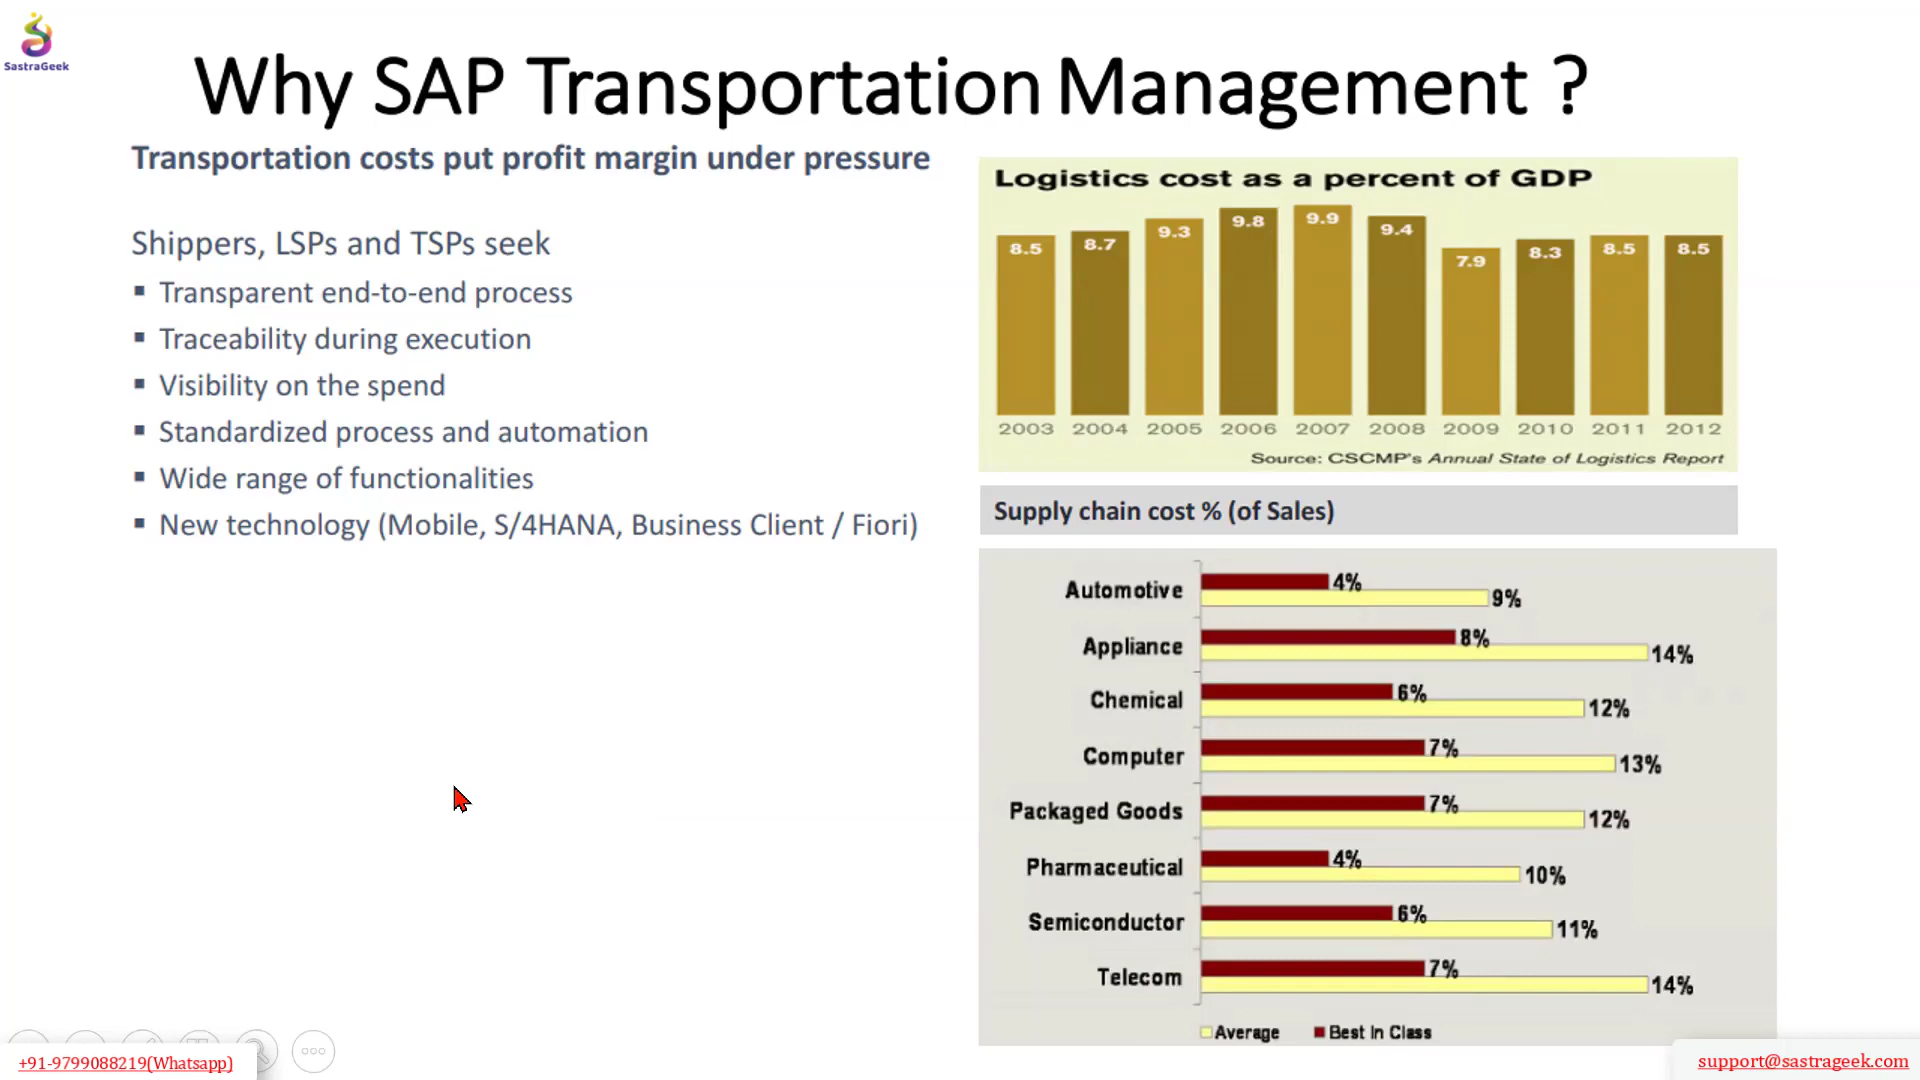 SastraGeek
Why SAP Transportation Management ?
Transportation costs put profit margin under pressure
Shippers, LSPs and TSPs seek
▪ Transparent end-to-end process
▪ Traceability during execution
▪ Visibility on the spend
▪ Standardized process and automation
▪ Wide range of functionalities
▪ New technology (Mobile, S/4HANA, Business Client / Fiori)
Logistics cost as a percent of GDP
8.5 8.7 9.3 9.8 9.9 9.4 7.9 8.3 8.5 8.5
2003 2004 2005 2006 2007 2008 2009 2010 2011 2012
Source: CSCMP's Annual State of Logistics Report
Supply chain cost % (of Sales)
Automotive 4% 9%
Appliance 8% 14%
Chemical 6% 12%
Computer 7% 13%
Packaged Goods 7% 12%
Pharmaceutical 4% 10%
Semiconductor 6% 11%
Telecom 7% 14%
Average Best In Class
+91-9799088219(Whatsapp)
support@sastrageek.com